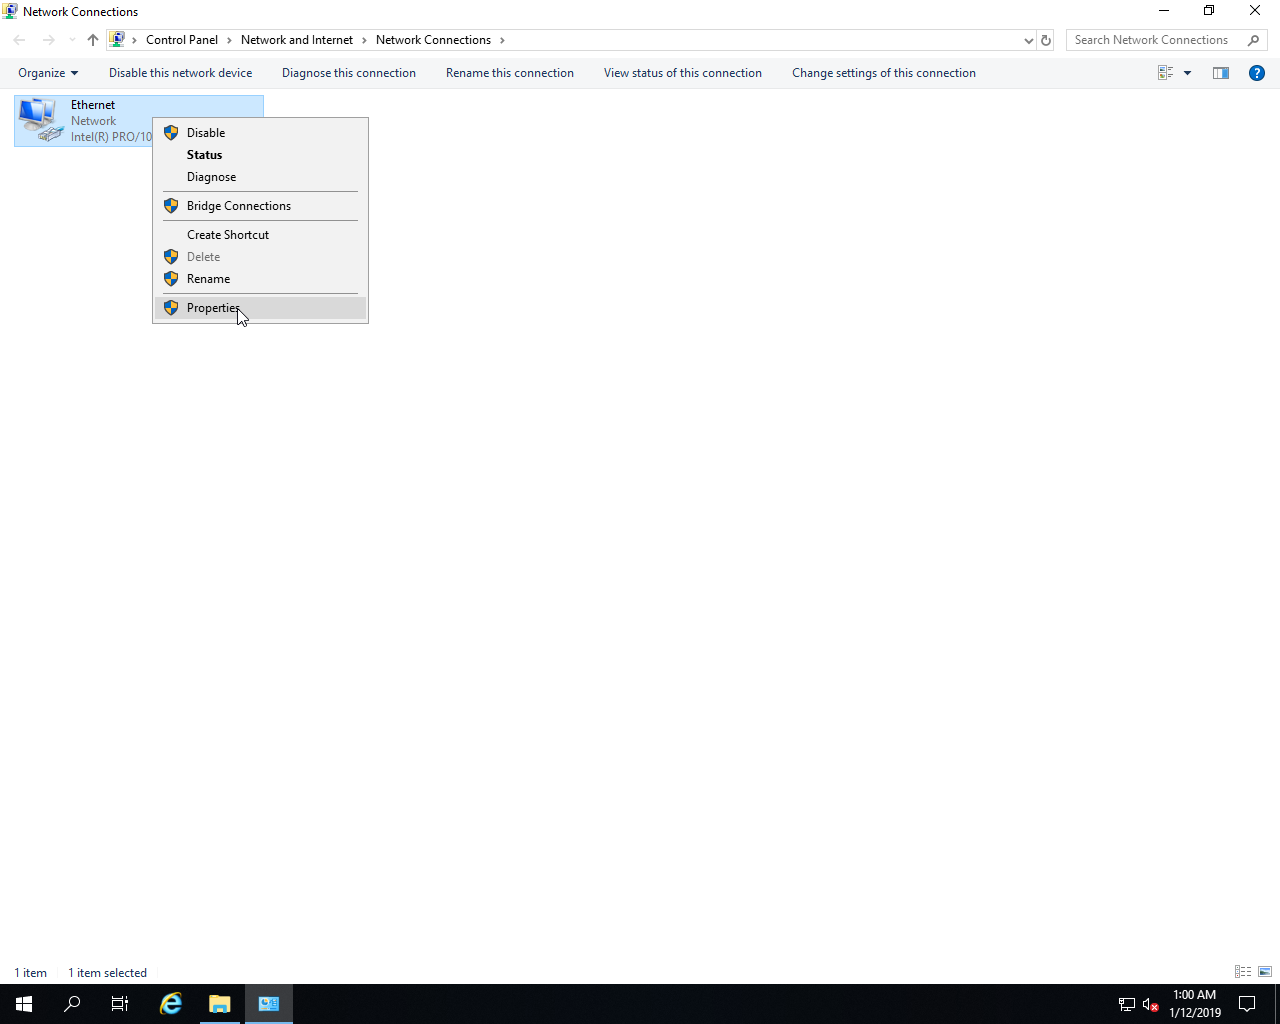 Network Connections
Control Panel
Network and Internet
Network Connections
Search Network Connections
Organize
Disable this network device
Diagnose this connection
Rename this connection
View status of this connection
Change settings of this connection
Ethernet
Network
Intel(R) PRO/10
Disable
Status
Diagnose
Bridge Connections
Create Shortcut
Delete
Rename
Properties
1 item
1 item selected
1:00 AM
1/12/2019